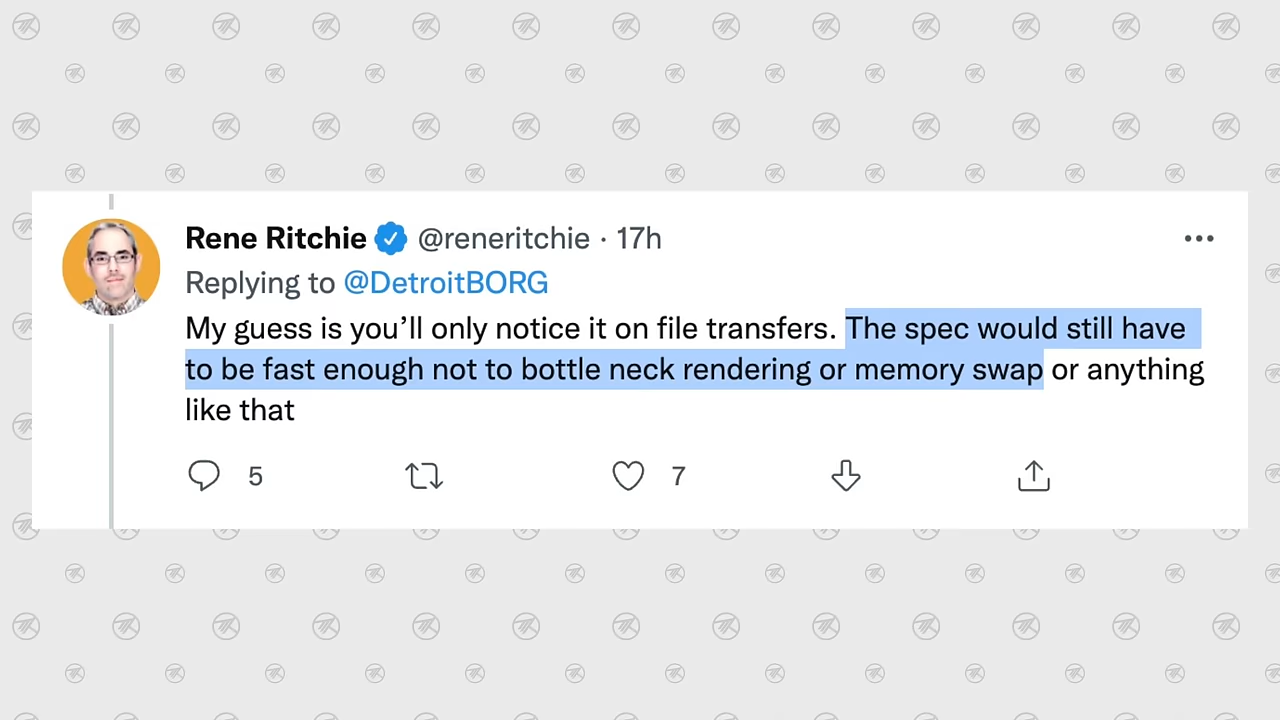 Rene Ritchie @reneritchie · 17h
Replying to @DetroitBORG
My guess is you’ll only notice it on file transfers. The spec would still have
to be fast enough not to bottle neck rendering or memory swap or anything
like that
5 7